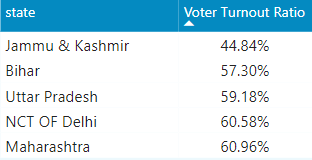 state Voter Turnout Ratio
Jammu & Kashmir 44.84%
Bihar 57.30%
Uttar Pradesh 59.18%
NCT OF Delhi 60.58%
Maharashtra 60.96%